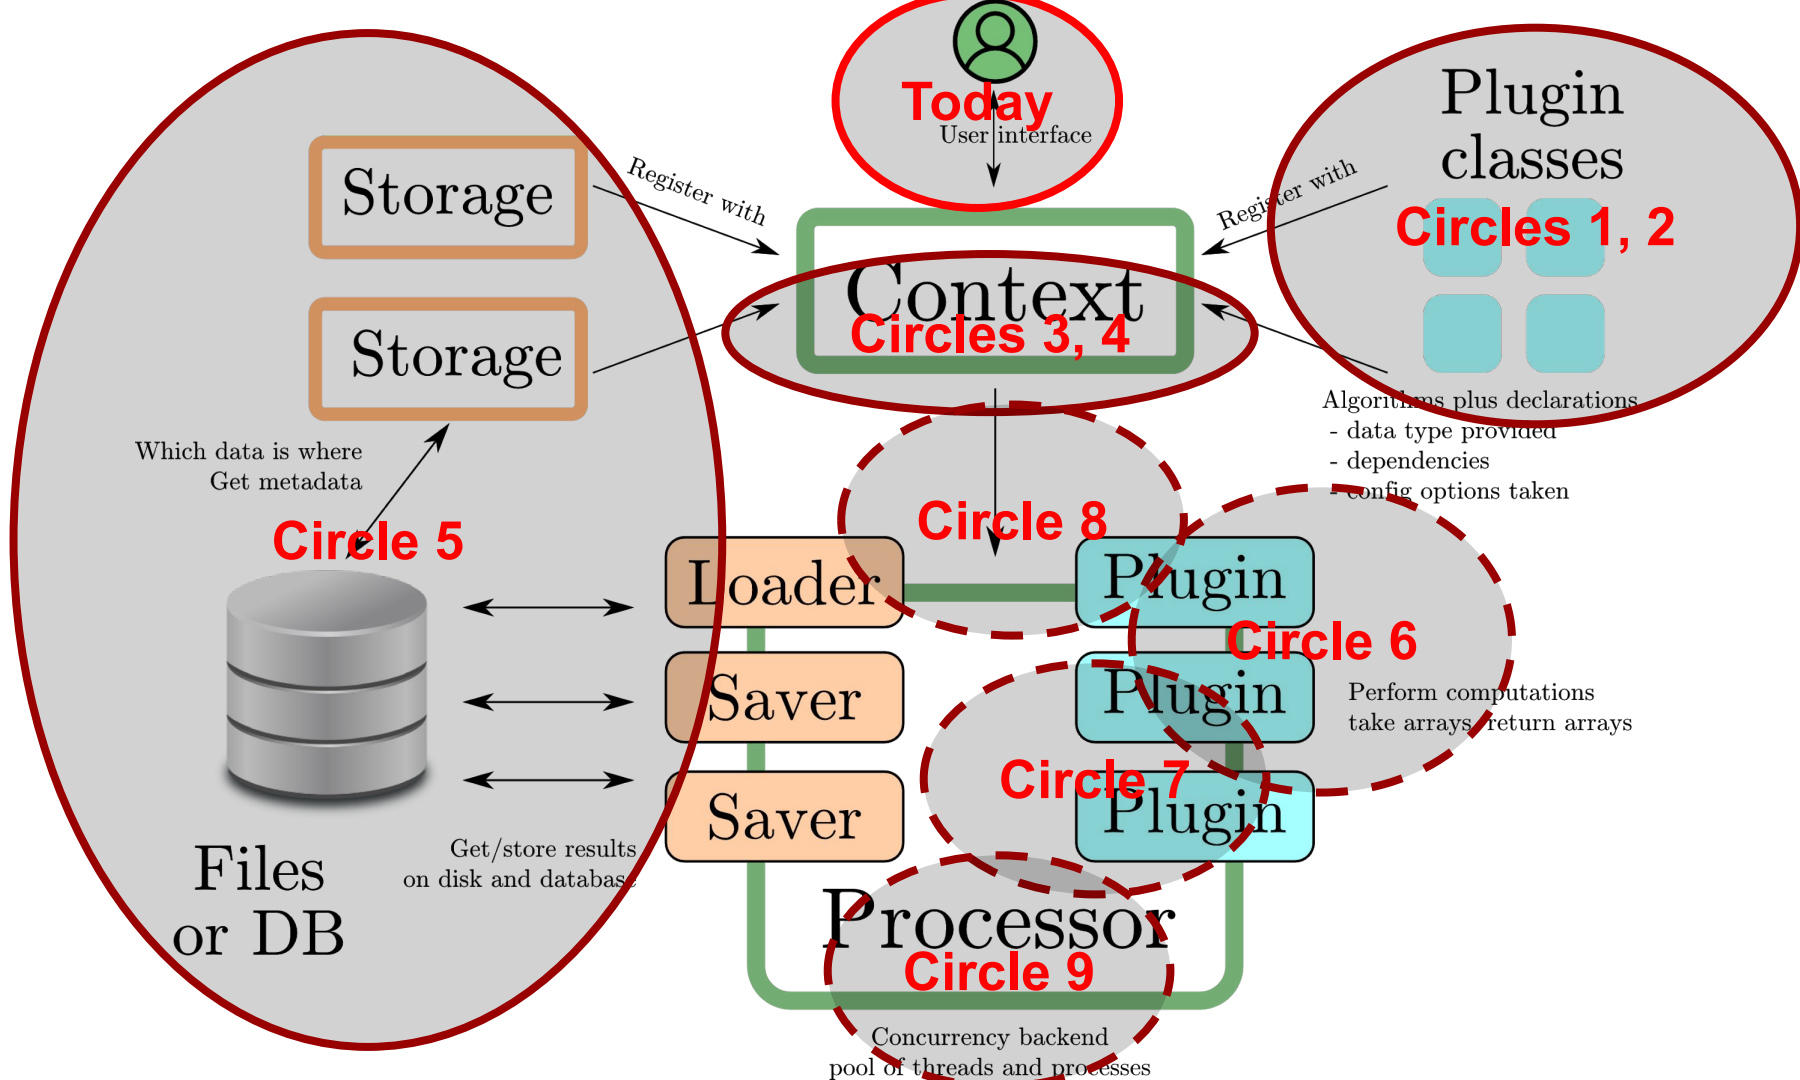 Today
User interface
Plugin
classes
Circles 1, 2
Storage
Register with
Register with
Context
Circles 3, 4
Storage
Algorithms plus declarations
- data type provided
- dependencies
- config options taken
Which data is where
Get metadata
Circle 5
Circle 8
Loader
Plugin
Circle 6
Saver
Plugin
Perform computations
take arrays, return arrays
Circle 7
Saver
Plugin
Get/store results
on disk and database
Files
or DB
Processor
Circle 9
Concurrency backend
pool of threads and processes